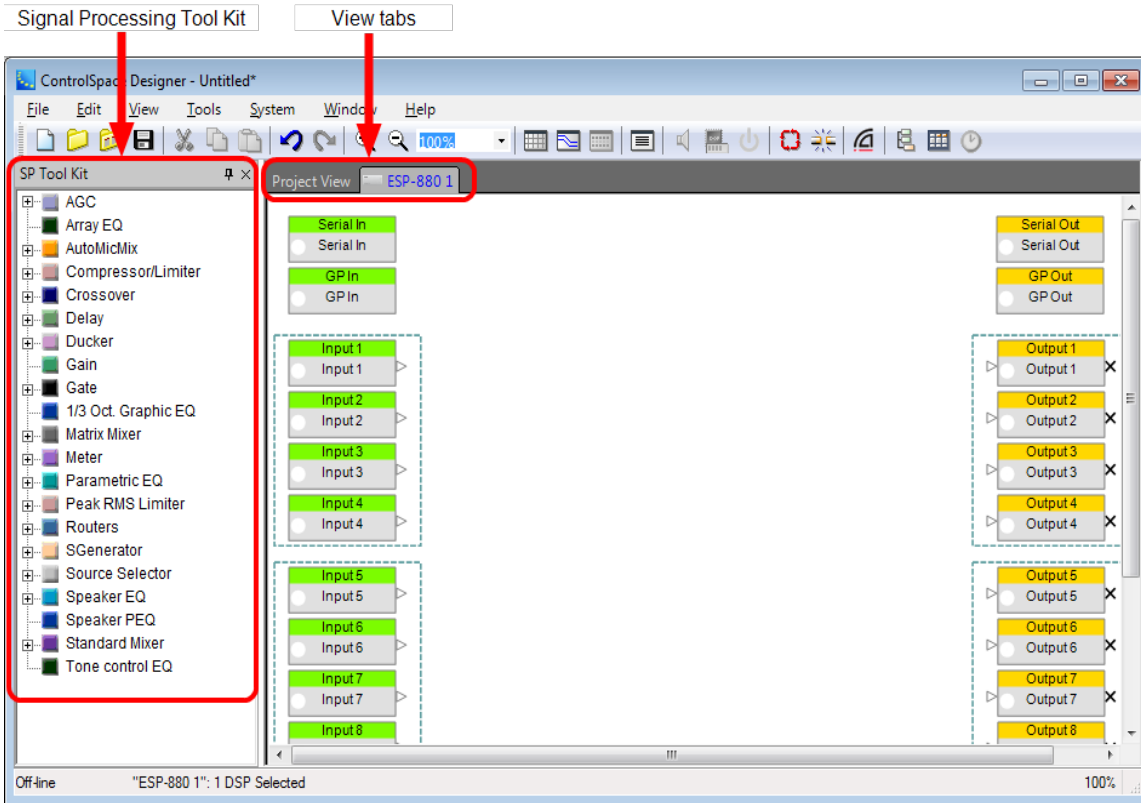 Signal Processing Tool Kit
View tabs
ControlSpace Designer - Untitled*
File Edit View Tools System Window Help
100%
SP Tool Kit
Project View
ESP-880 1
AGC
Array EQ
AutoMicMix
Compressor/Limiter
Crossover
Delay
Ducker
Gain
Gate
1/3 Oct. Graphic EQ
Matrix Mixer
Meter
Parametric EQ
Peak RMS Limiter
Routers
SGenerator
Source Selector
Speaker EQ
Speaker PEQ
Standard Mixer
Tone control EQ
Serial In
Serial In
GP In
GP In
Input 1
Input 1
Input 2
Input 2
Input 3
Input 3
Input 4
Input 4
Input 5
Input 5
Input 6
Input 6
Input 7
Input 7
Input 8
Serial Out
Serial Out
GP Out
GP Out
Output 1
Output 1
Output 2
Output 2
Output 3
Output 3
Output 4
Output 4
Output 5
Output 5
Output 6
Output 6
Output 7
Output 7
Output 8
Off-line
"ESP-880 1": 1 DSP Selected
100%